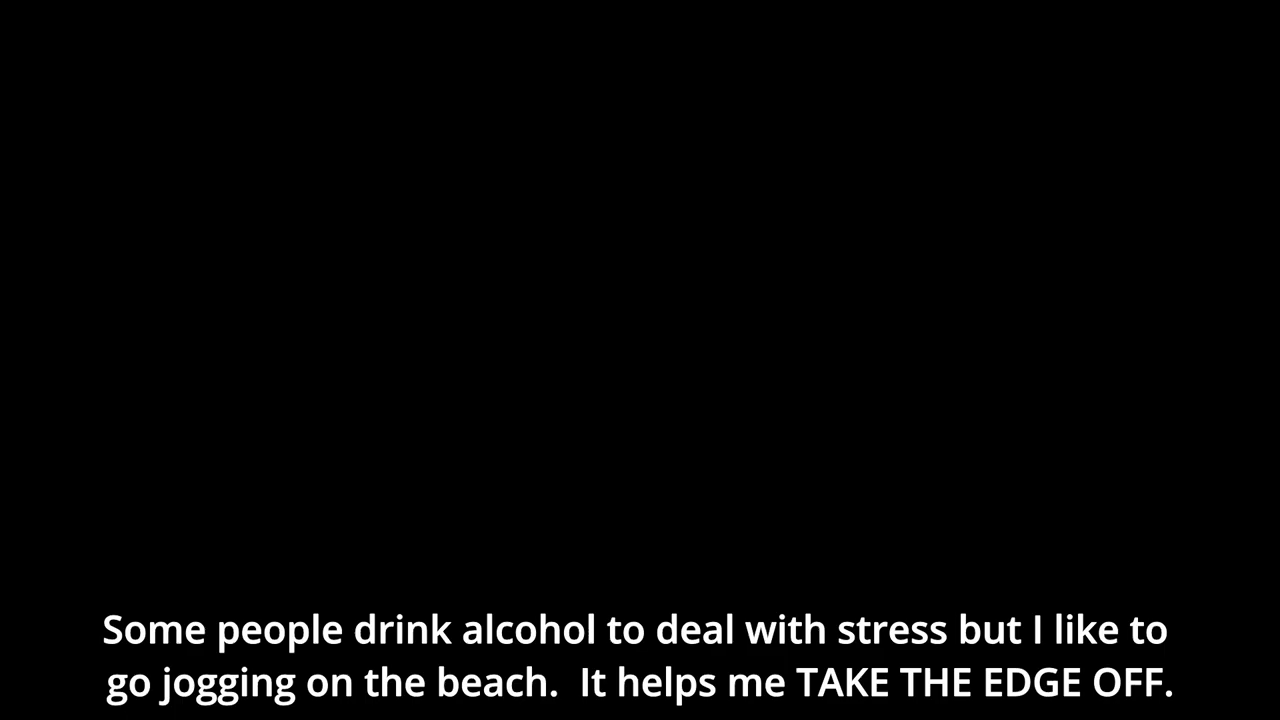 Some people drink alcohol to deal with stress but I like to
go jogging on the beach.  It helps me TAKE THE EDGE OFF.